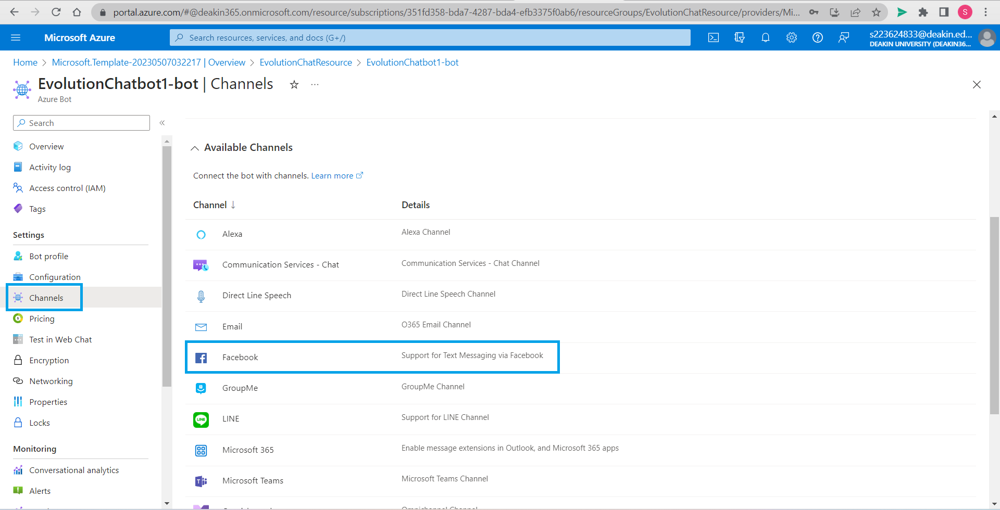 portal.azure.com/#@deakin365.onmicrosoft.com/resource/subscriptions/351fd358-bda7-4287-bda4-efb3375f0ab6/resourceGroups/EvolutionChatResource/providers/Mi...
S
Microsoft Azure
Search resources, services, and docs (G+/)
s223624833@deakin.ed...
DEAKIN UNIVERSITY (DEAKIN36...
Home > Microsoft.Template-20230507032217 | Overview > EvolutionChatResource > EvolutionChatbot1-bot
EvolutionChatbot1-bot | Channels
Azure Bot
Search
Overview
Activity log
Access control (IAM)
Tags
Settings
Bot profile
Configuration
Channels
Pricing
Test in Web Chat
Encryption
Networking
Properties
Locks
Monitoring
Conversational analytics
Alerts
Available Channels
Connect the bot with channels. Learn more
Channel ↓ Details
Alexa Alexa Channel
Communication Services - Chat Communication Services - Chat Channel
Direct Line Speech Direct Line Speech Channel
Email O365 Email Channel
Facebook Support for Text Messaging via Facebook
GroupMe GroupMe Channel
LINE LINE Support for LINE Channel
Microsoft 365 Enable message extensions in Outlook, and Microsoft 365 apps
Microsoft Teams Microsoft Teams Channel